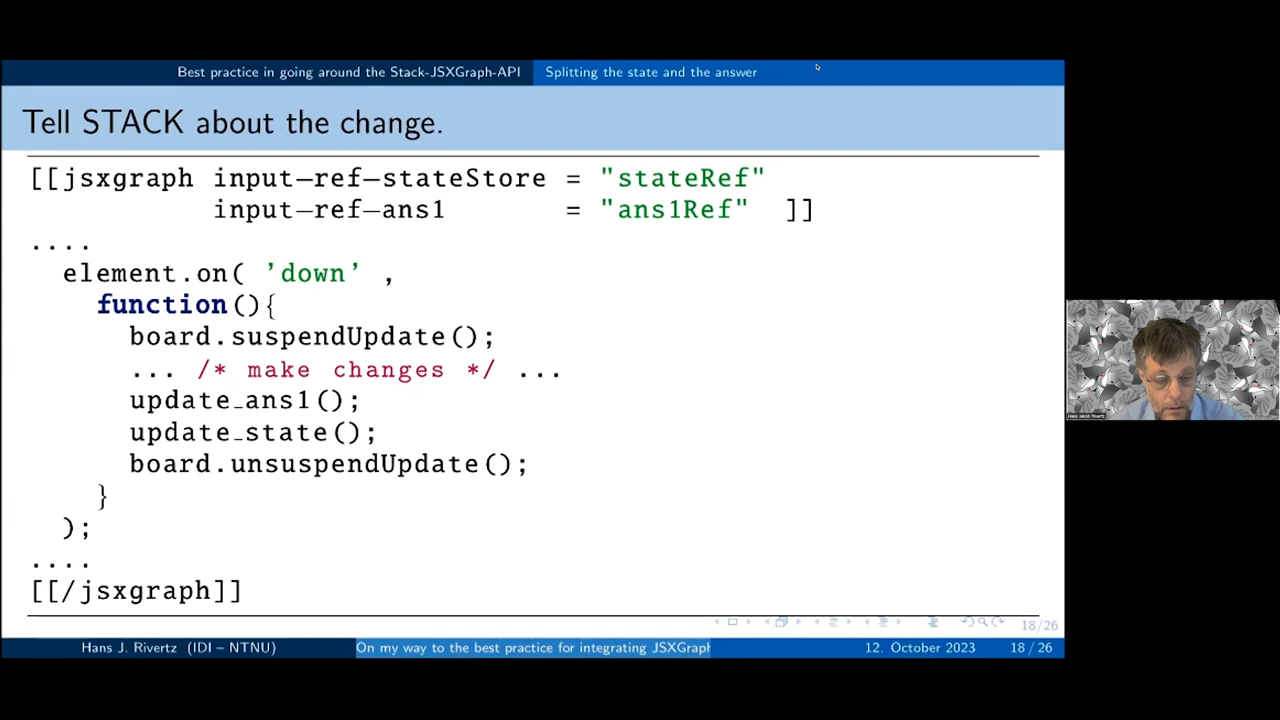 Best practice in going around the Stack-JSXGraph-API Splitting the state and the answer
Tell STACK about the change.
[[jsxgraph input-ref-stateStore = "stateRef"
input-ref-ans1 = "ans1Ref" ]]
....
element.on( 'down' ,
function(){
board.suspendUpdate();
... /* make changes */ ...
update_ans1();
update_state();
board.unsuspendUpdate();
}
);
....
[[/jsxgraph]]
18/26
Hans J. Rivertz (IDI – NTNU) On my way to the best practice for integrating JSXGraph 12. October 2023 18 / 26
Hans Jakob Rivertz